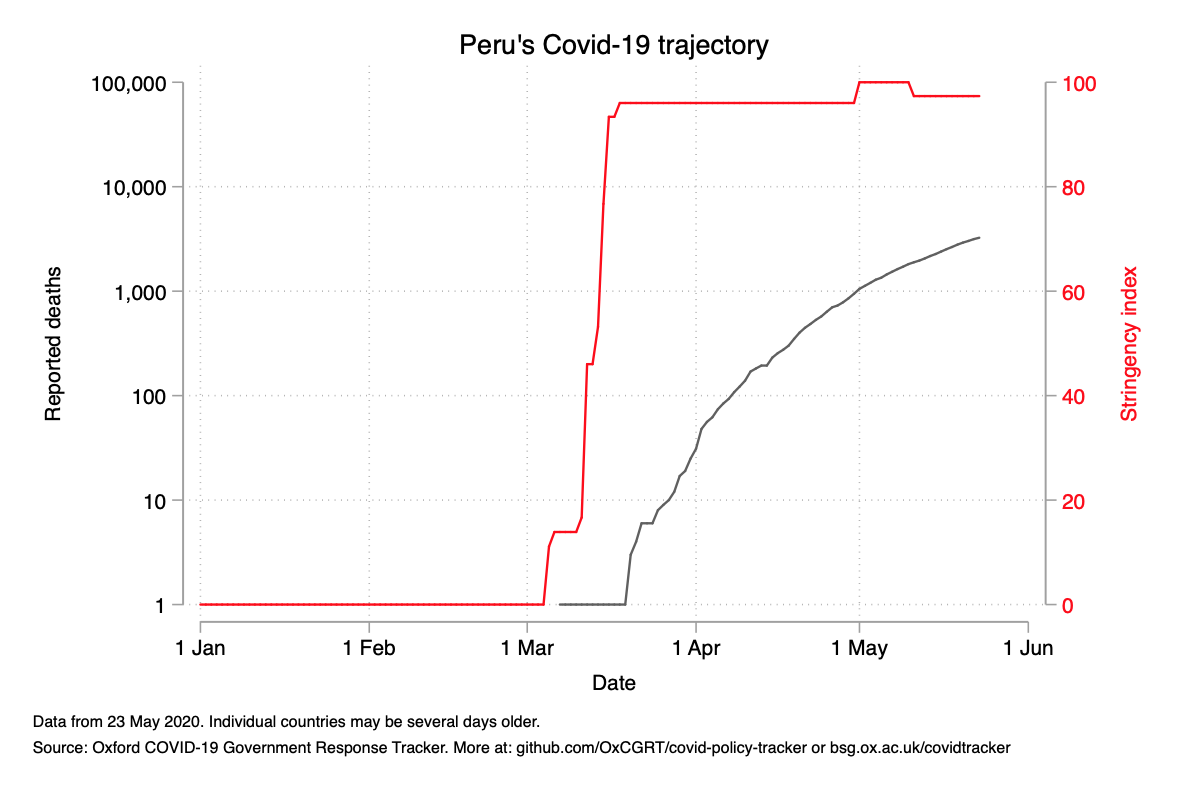 Peru's Covid-19 trajectory
100,000
10,000
1,000
100
10
1
Reported deaths
100
80
60
40
20
0
Stringency index
1 Jan 1 Feb 1 Mar 1 Apr 1 May 1 Jun
Date
Data from 23 May 2020. Individual countries may be several days older.
Source: Oxford COVID-19 Government Response Tracker. More at: github.com/OxCGRT/covid-policy-tracker or bsg.ox.ac.uk/covidtracker